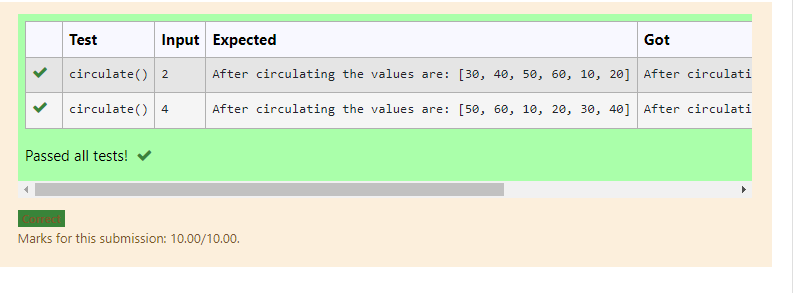 Test Input Expected Got
circulate() 2 After circulating the values are: [30, 40, 50, 60, 10, 20] After circulati
circulate() 4 After circulating the values are: [50, 60, 10, 20, 30, 40] After circulati
Passed all tests!
Correct
Marks for this submission: 10.00/10.00.